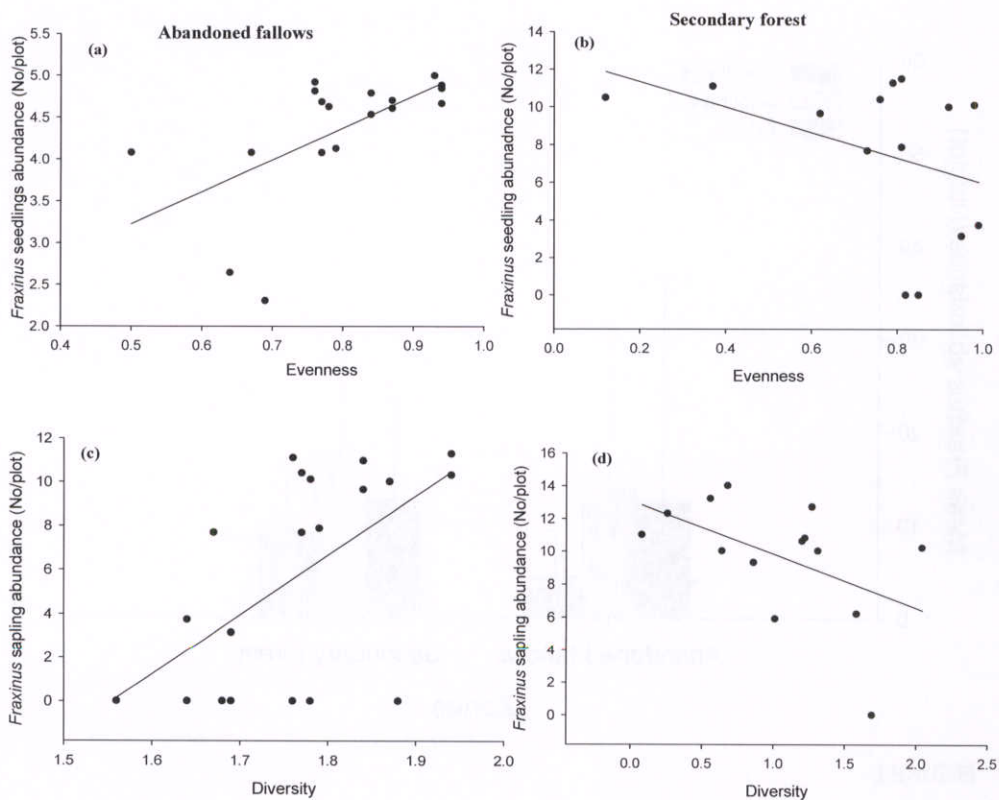 Abandoned fallows
Secondary forest
(a)
Fraxinus seedlings abundance (No/plot)
5.5
5.0
4.5
4.0
3.5
3.0
2.5
2.0
0.4 0.5 0.6 0.7 0.8 0.9 1.0
Evenness
(b)
Fraxinus seedling abunadnce (No/plot)
14
12
10
8
6
4
2
0
0.0 0.2 0.4 0.6 0.8 1.0
Evenness
(c)
Fraxinus sapling abundance (No/plot)
12
10
8
6
4
2
0
1.5 1.6 1.7 1.8 1.9 2.0
Diversity
(d)
Fraxinus sapling abundance (No/plot)
16
14
12
10
8
6
4
2
0
0.0 0.5 1.0 1.5 2.0 2.5
Diversity